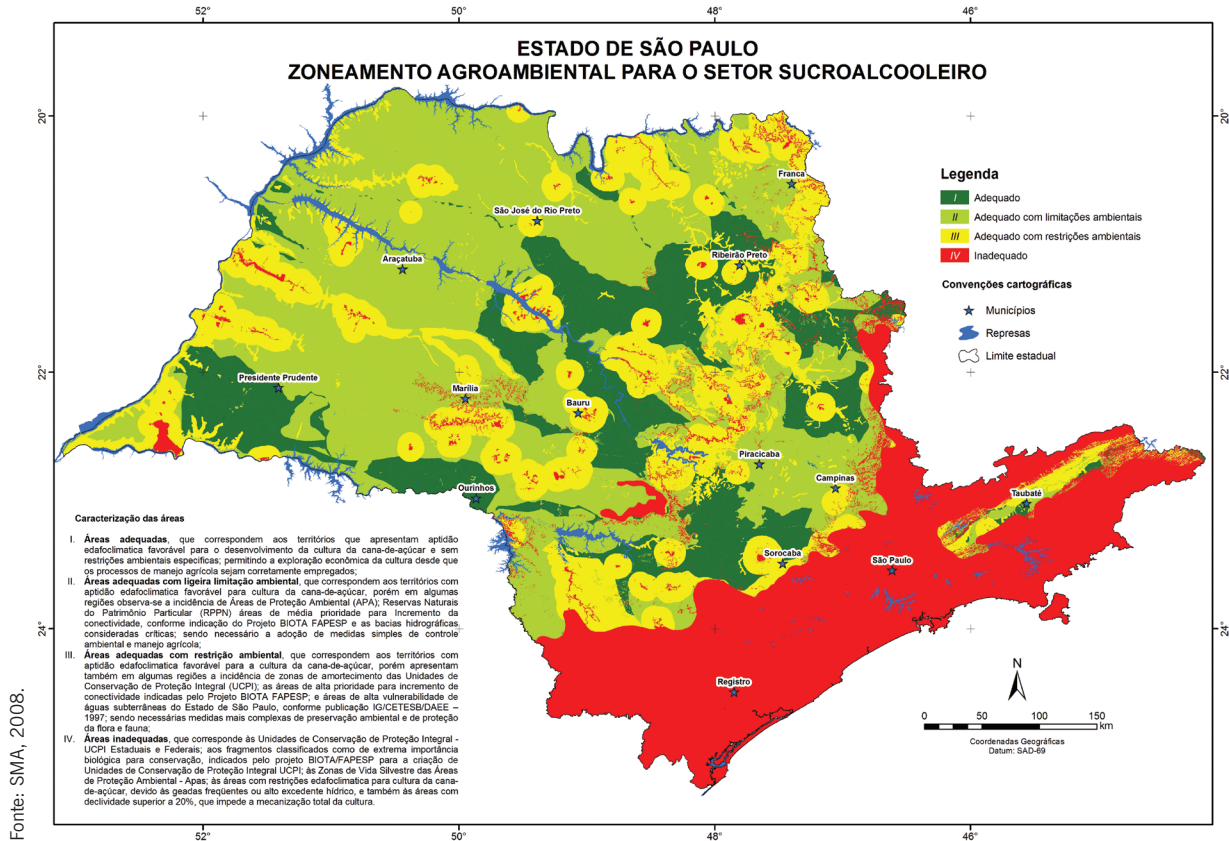 52°
50°
48°
46°
ESTADO DE SÃO PAULO
ZONEAMENTO AGROAMBIENTAL PARA O SETOR SUCROALCOOLEIRO
20°
20°
Legenda
I Adequado
II Adequado com limitações ambientais
III Adequado com restrições ambientais
IV Inadequado
Convenções cartográficas
Municípios
Represas
Limite estadual
Franca
São José do Rio Preto
Ribeirão Preto
Araçatuba
22°
22°
Presidente Prudente
Marília
Bauru
Piracicaba
Campinas
Ourinhos
Taubaté
Sorocaba
São Paulo
Registro
24°
24°
Caracterização das áreas
I. Áreas adequadas, que correspondem aos territórios que apresentam aptidão
edafoclimatica favorável para o desenvolvimento da cultura da cana-de-açúcar e sem
restrições ambientais especificas; permitindo a exploração econômica da cultura desde que
os processos de manejo agrícola sejam corretamente empregados;
II. Áreas adequadas com ligeira limitação ambiental, que correspondem aos territórios com
aptidão edafoclimatica favorável para cultura da cana-de-açúcar, porém em algumas
regiões observa-se a incidência de Áreas de Proteção Ambiental (APA); Reservas Naturais
do Patrimônio Particular (RPPN) áreas de média prioridade para Incremento da
conectividade, conforme indicação do Projeto BIOTA FAPESP e as bacias hidrográficas,
consideradas críticas; sendo necessário a adoção de medidas simples de controle
ambiental e manejo agrícola;
III. Áreas adequadas com restrição ambiental, que correspondem aos territórios com
aptidão edafoclimatica favorável para a cultura da cana-de-açúcar, porém apresentam
também em algumas regiões a incidência de zonas de amortecimento das Unidades de
Conservação de Proteção Integral (UCPI); as áreas de alta prioridade para incremento de
conectividade indicadas pelo Projeto BIOTA FAPESP; e áreas de alta vulnerabilidade de
águas subterrâneas do Estado de São Paulo, conforme publicação IG/CETESB/DAEE –
1997; sendo necessárias medidas mais complexas de preservação ambiental e de proteção
da flora e fauna;
IV. Áreas inadequadas, que corresponde às Unidades de Conservação de Proteção Integral -
UCPI Estaduais e Federais; aos fragmentos classificados como de extrema importância
biológica para conservação, indicados pelo projeto BIOTA/FAPESP para a criação de
Unidades de Conservação de Proteção Integral UCPI; às Zonas de Vida Silvestre das Áreas
de Proteção Ambiental - Apas; às áreas com restrições edafoclimatica para cultura da cana-
de-açúcar, devido às geadas freqüentes ou alto excedente hídrico, e também às áreas com
declividade superior a 20%, que impede a mecanização total da cultura.
N
0 25 50 100 150
km
Coordenadas Geográficas
Datum: SAD-69
52°
50°
48°
46°
Fonte: SMA, 2008.